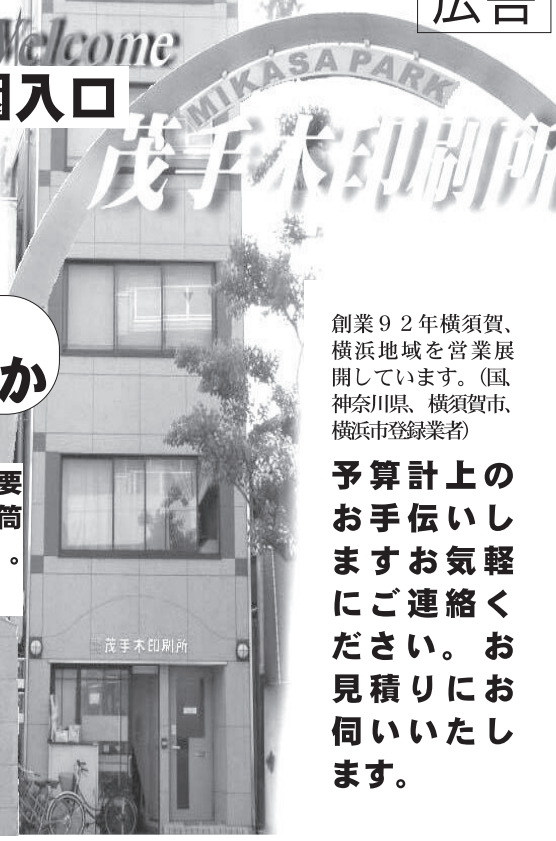 広告
Welcome
入口
MIKASA PARK
茂手木印刷所
か
要
筒
。
茂手木印刷所
創業９２年横須賀、
横浜地域を営業展
開しています。（国、
神奈川県、横須賀市、
横浜市登録業者）
予算計上の
お手伝いし
ますお気軽
にご連絡く
ださい。お
見積りにお
伺いいたし
ます。